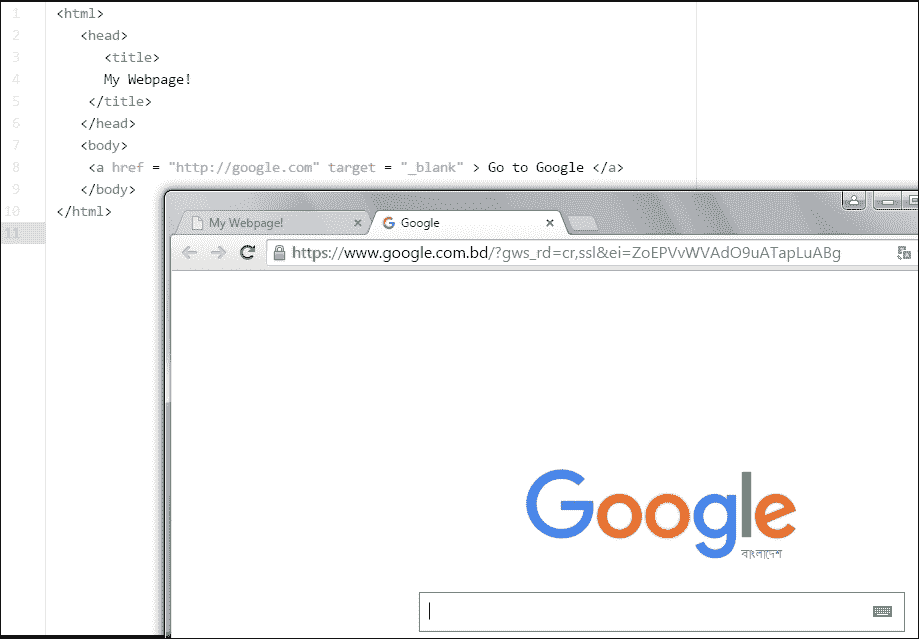 1 <html>
2 <head>
3 <title>
4 My Webpage!
5 </title>
6 </head>
7 <body>
8 <a href = "http://google.com" target = "_blank" > Go to Google </a>
9 </body>
10 </html>
11
My Webpage! × Google ×
https://www.google.com.bd/?gws_rd=cr,ssl&ei=ZoEPVvWVAdO9uATapLuABg
Google
বাংলাদেশ